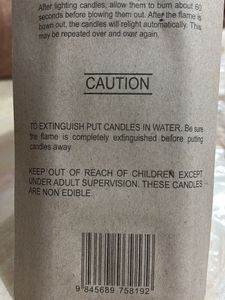 After lighting candles, allow them to burn about 60
seconds before blowing them out. After the flame is
bown out, the candles will relight automatically. This
may be repeated over and over again.
CAUTION
TO EXTINGUISH PUT CANDLES IN WATER. Be sure
the flame is completely extinguished before putting
candles away.
KEEP OUT OF REACH OF CHILDREN EXCEPT
UNDER ADULT SUPERVISION. THESE CANDLES
ARE NON EDIBLE.
9 845689 758192